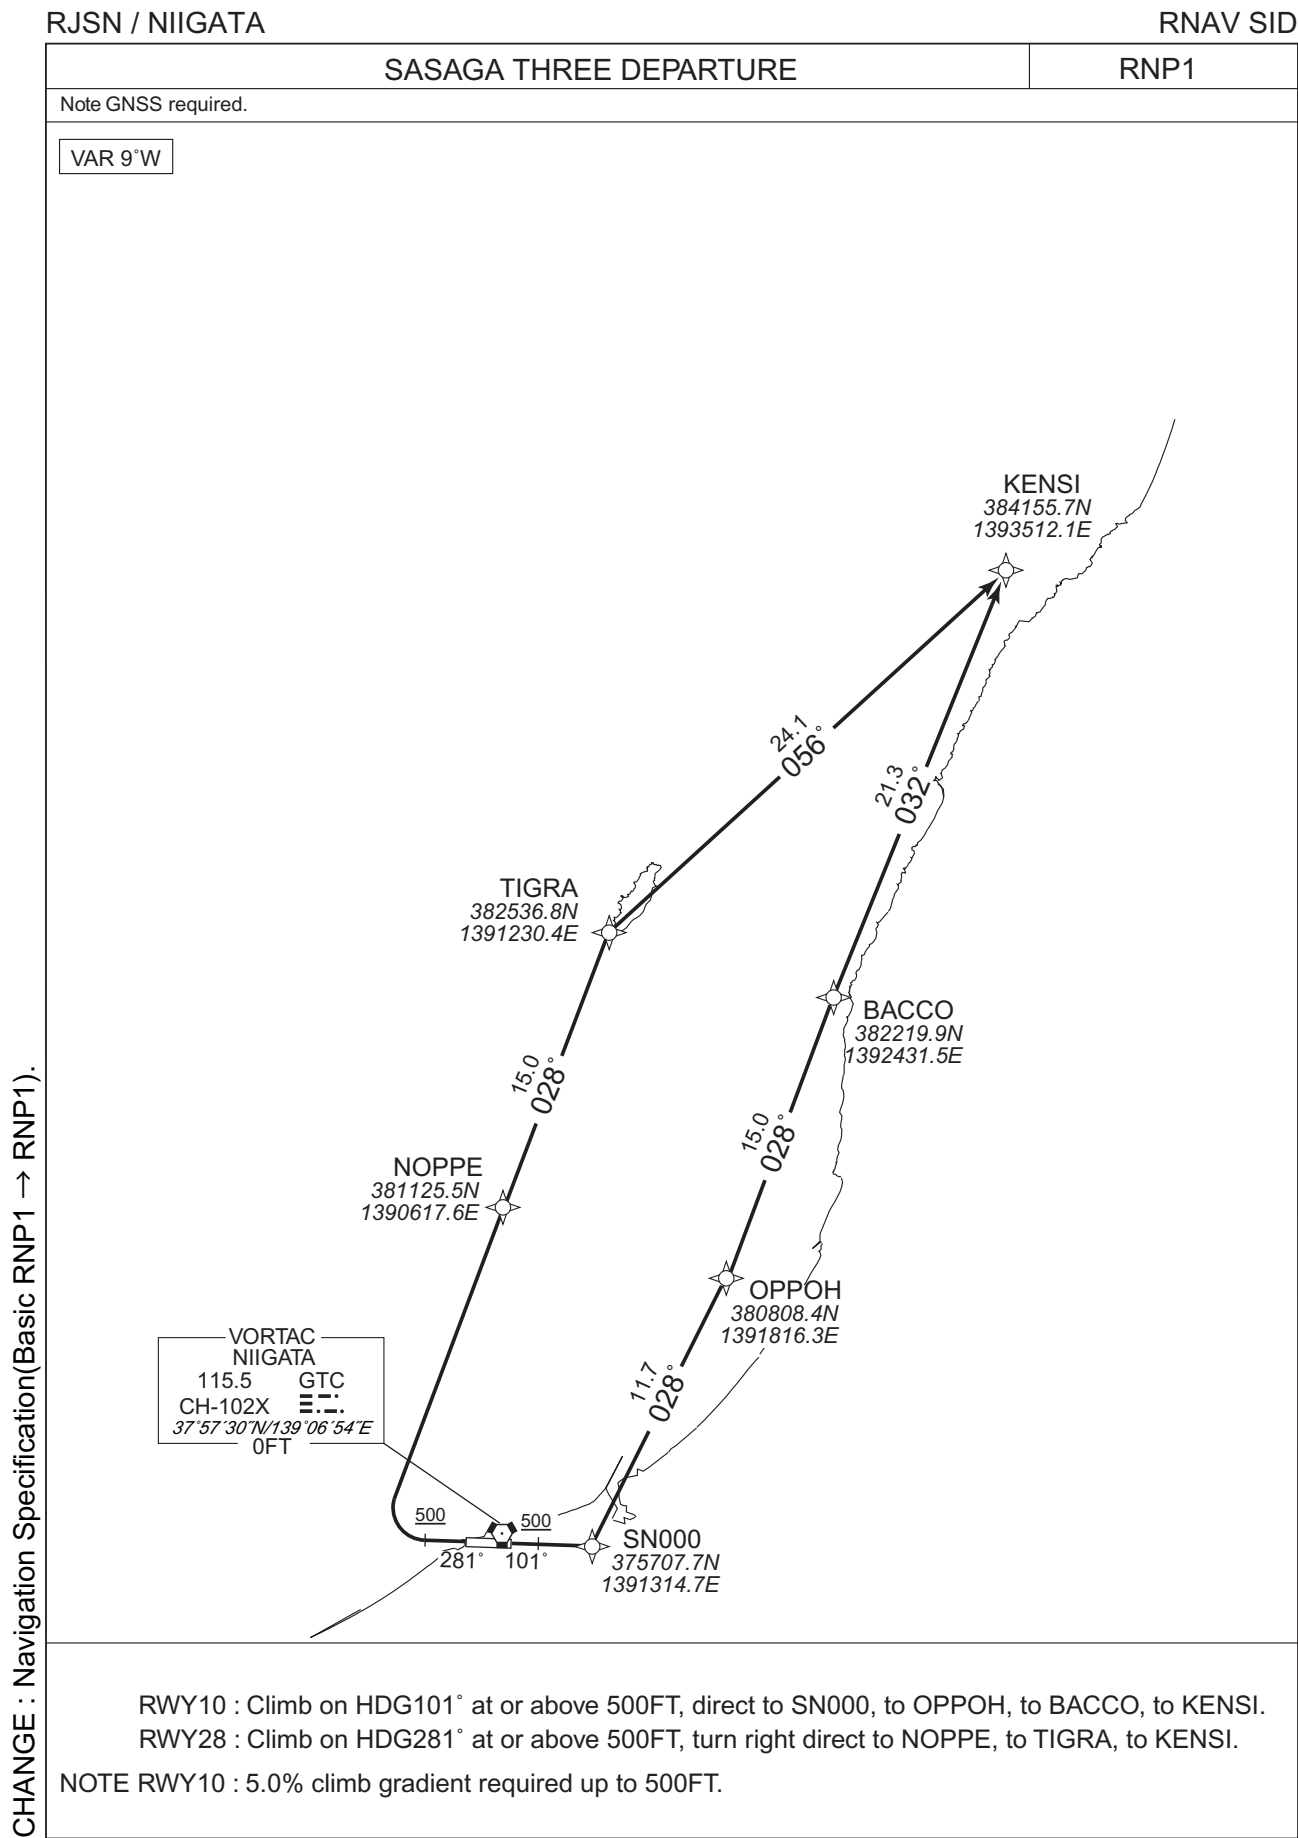 RJSN / NIIGATA
RNAV SID
SASAGA THREE DEPARTURE
RNP1
Note GNSS required.
VAR 9°W
KENSI
384155.7N
1393512.1E
24.1
056°
21.3
032°
TIGRA
382536.8N
1391230.4E
BACCO
382219.9N
1392431.5E
15.0
028°
15.0
028°
NOPPE
381125.5N
1390617.6E
OPPOH
380808.4N
1391816.3E
11.7
028°
VORTAC
NIIGATA
115.5 GTC
CH-102X
37°57´30˝N/139°06´54˝E
0FT
500
500
281°
101°
SN000
375707.7N
1391314.7E
RWY10 : Climb on HDG101° at or above 500FT, direct to SN000, to OPPOH, to BACCO, to KENSI.
RWY28 : Climb on HDG281° at or above 500FT, turn right direct to NOPPE, to TIGRA, to KENSI.
NOTE RWY10 : 5.0% climb gradient required up to 500FT.
CHANGE : Navigation Specification(Basic RNP1 → RNP1).